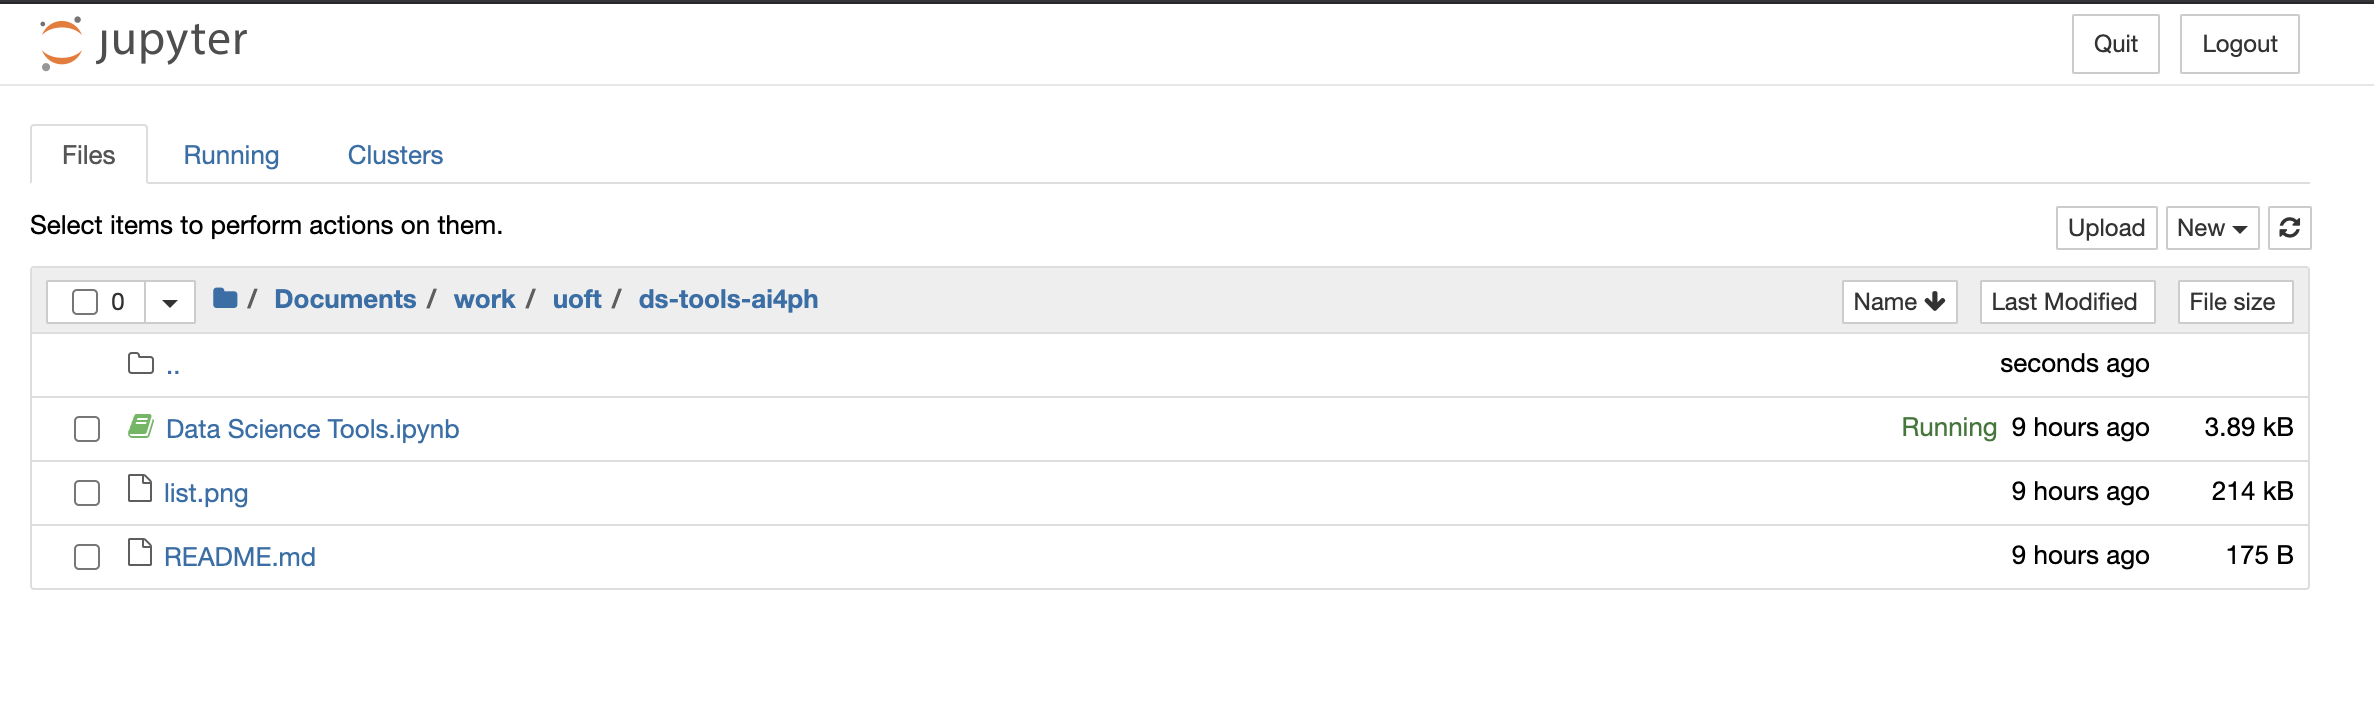 jupyter
Quit Logout
Files Running Clusters
Select items to perform actions on them.
Upload New
0 / Documents / work / uoft / ds-tools-ai4ph Name Last Modified File size
.. seconds ago
Data Science Tools.ipynb Running 9 hours ago 3.89 kB
list.png 9 hours ago 214 kB
README.md 9 hours ago 175 B